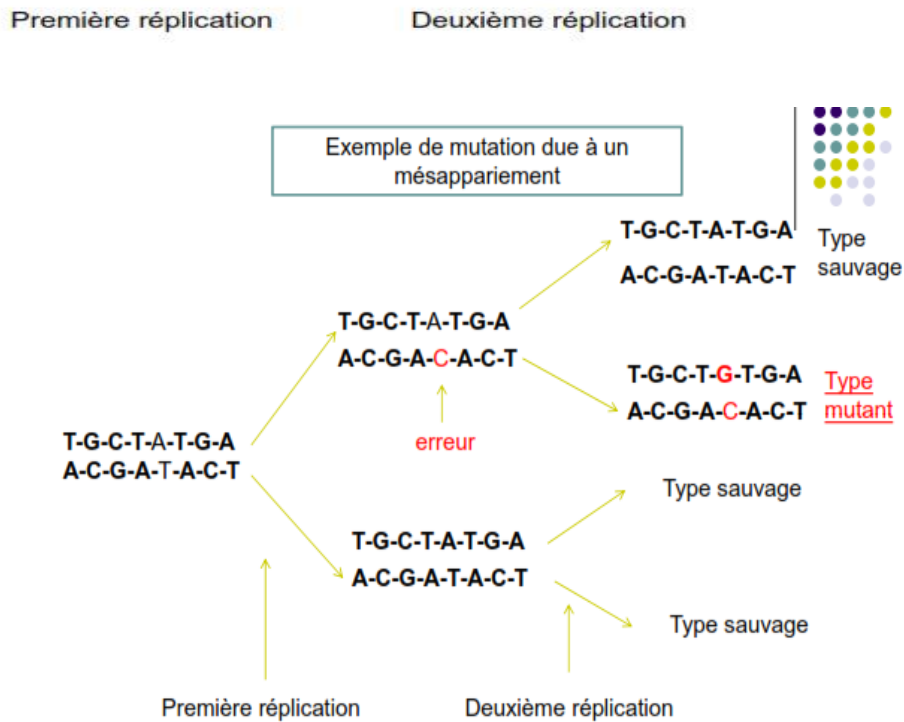 Première réplication
Deuxième réplication
Exemple de mutation due à un
mésappariement
T-G-C-T-A-T-G-A
A-C-G-A-T-A-C-T
Type
sauvage
T-G-C-T-A-T-G-A
A-C-G-A-C-A-C-T
erreur
T-G-C-T-G-T-G-A
A-C-G-A-C-A-C-T
Type
mutant
T-G-C-T-A-T-G-A
A-C-G-A-T-A-C-T
Type sauvage
T-G-C-T-A-T-G-A
A-C-G-A-T-A-C-T
Type sauvage
Première réplication
Deuxième réplication